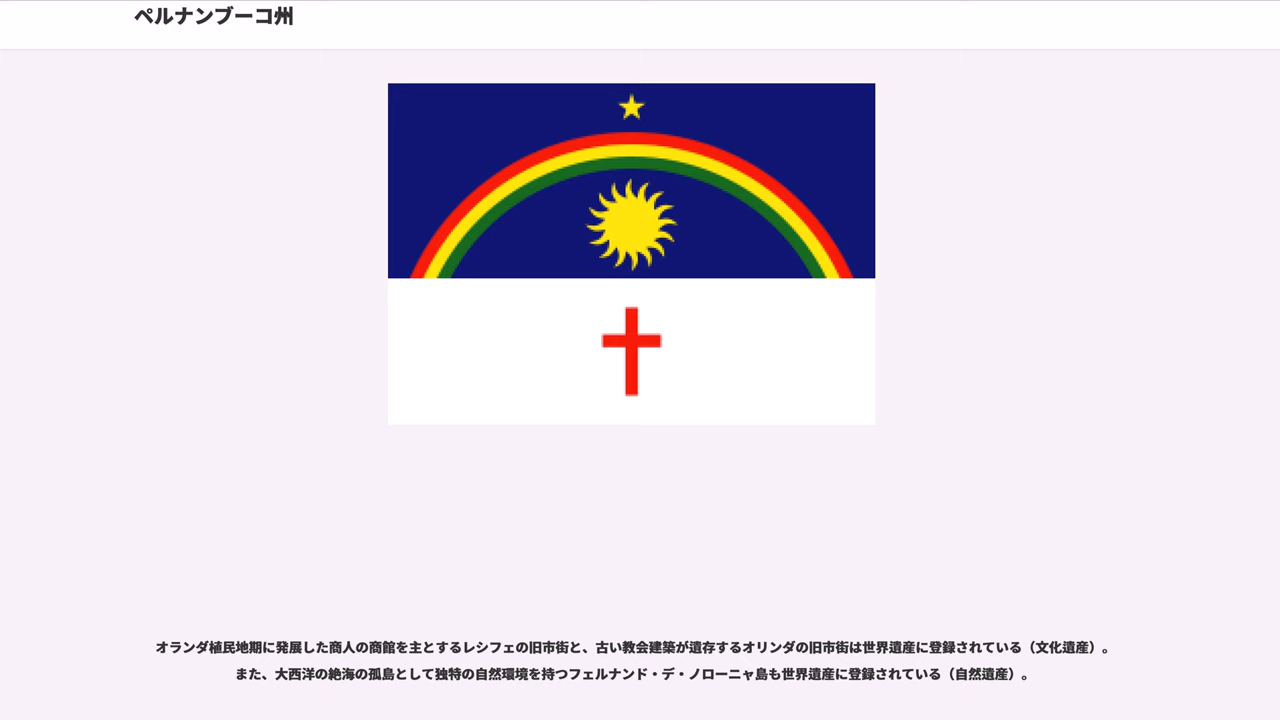 ペルナンブーコ州
オランダ植民地期に発展した商人の商館を主とするレシフェの旧市街と、古い教会建築が遺存するオリンダの旧市街は世界遺産に登録されている（文化遺産）。
また、大西洋の絶海の孤島として独特の自然環境を持つフェルナンド・デ・ノローニャ島も世界遺産に登録されている（自然遺産）。